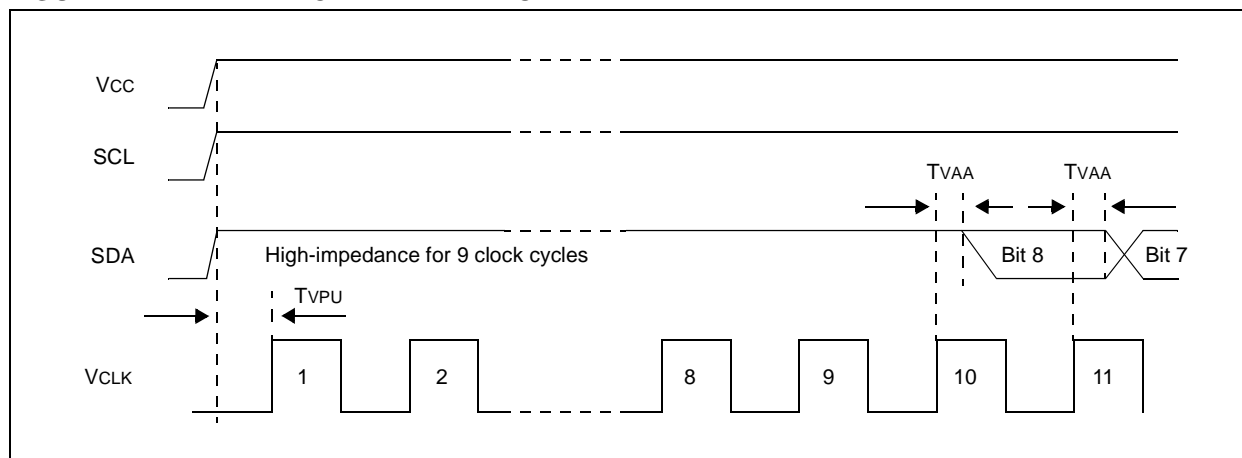 VCC
SCL
TVAA TVAA
SDA High-impedance for 9 clock cycles Bit 8 Bit 7
TVPU
VCLK 1 2 8 9 10 11